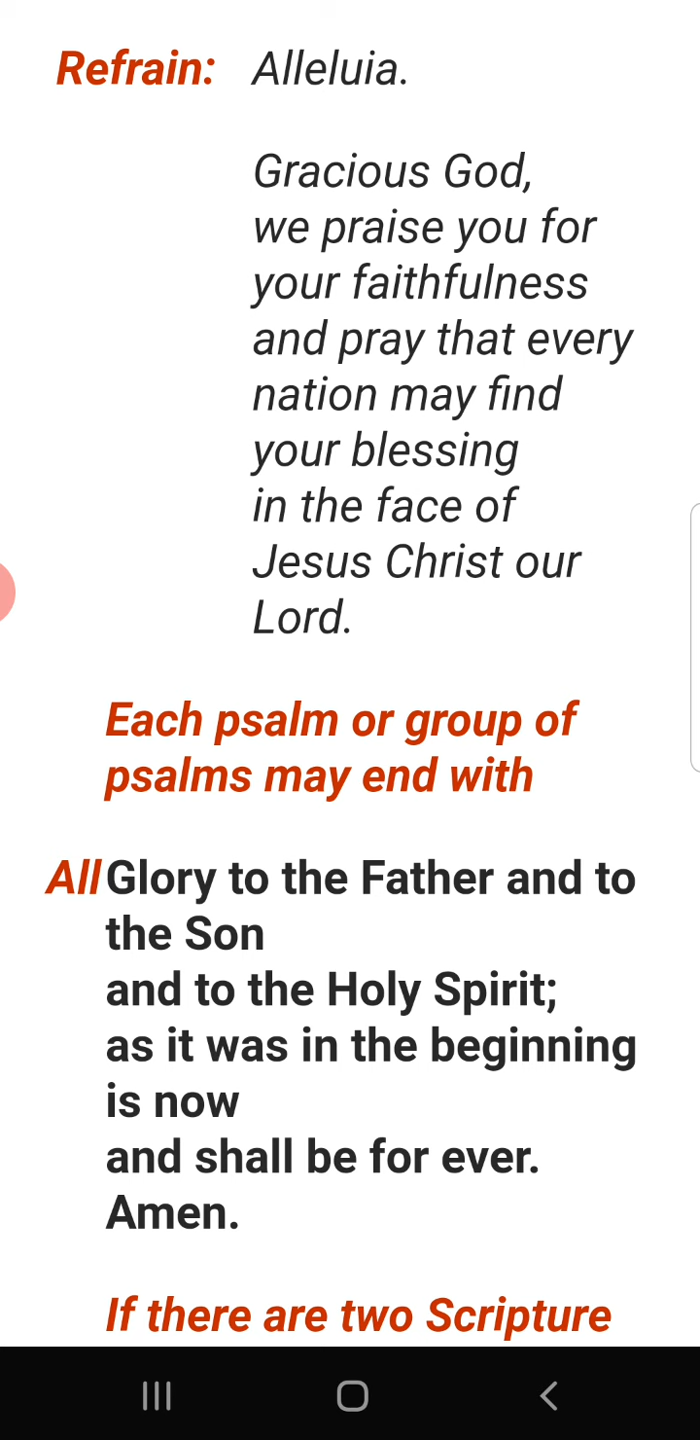 Refrain: Alleluia.
Gracious God,
we praise you for
your faithfulness
and pray that every
nation may find
your blessing
in the face of
Jesus Christ our
Lord.
Each psalm or group of
psalms may end with
All Glory to the Father and to
the Son
and to the Holy Spirit;
as it was in the beginning
is now
and shall be for ever.
Amen.
If there are two Scripture